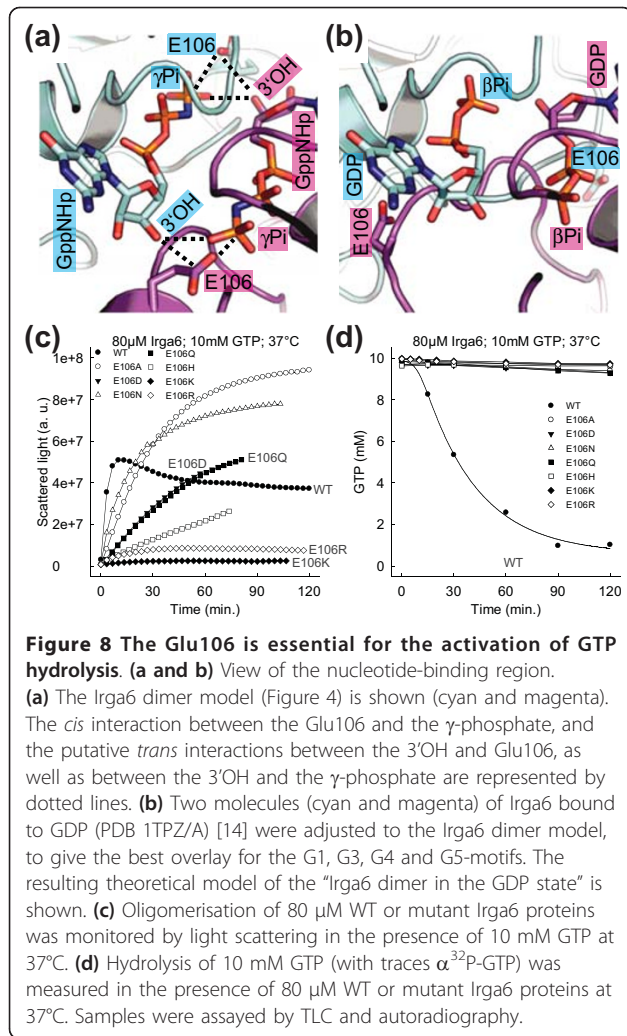 (a)
E106
γPi
3'OH
GppNHp
GppNHp
3'OH
γPi
E106
(b)
GDP
βPi
E106
GDP
E106
βPi
(c) 80µM Irga6; 10mM GTP; 37°C
WT
E106A
E106D
E106N
E106Q
E106H
E106K
E106R
1e+8
8e+7
6e+7
4e+7
2e+7
0
Scattered light (a. u.)
E106D
E106Q
WT
E106R
E106K
0 30 60 90 120
Time (min.)
(d) 80µM Irga6; 10mM GTP; 37°C
10
8
6
4
2
0
GTP (mM)
WT
E106A
E106D
E106N
E106Q
E106H
E106K
E106R
WT
0 30 60 90 120
Time (min.)
Figure 8 The Glu106 is essential for the activation of GTP
hydrolysis. (a and b) View of the nucleotide-binding region.
(a) The Irga6 dimer model (Figure 4) is shown (cyan and magenta).
The cis interaction between the Glu106 and the γ-phosphate, and
the putative trans interactions between the 3'OH and Glu106, as
well as between the 3'OH and the γ-phosphate are represented by
dotted lines. (b) Two molecules (cyan and magenta) of Irga6 bound
to GDP (PDB 1TPZ/A) [14] were adjusted to the Irga6 dimer model,
to give the best overlay for the G1, G3, G4 and G5-motifs. The
resulting theoretical model of the “Irga6 dimer in the GDP state” is
shown. (c) Oligomerisation of 80 μM WT or mutant Irga6 proteins
was monitored by light scattering in the presence of 10 mM GTP at
37°C. (d) Hydrolysis of 10 mM GTP (with traces α³²P-GTP) was
measured in the presence of 80 μM WT or mutant Irga6 proteins at
37°C. Samples were assayed by TLC and autoradiography.